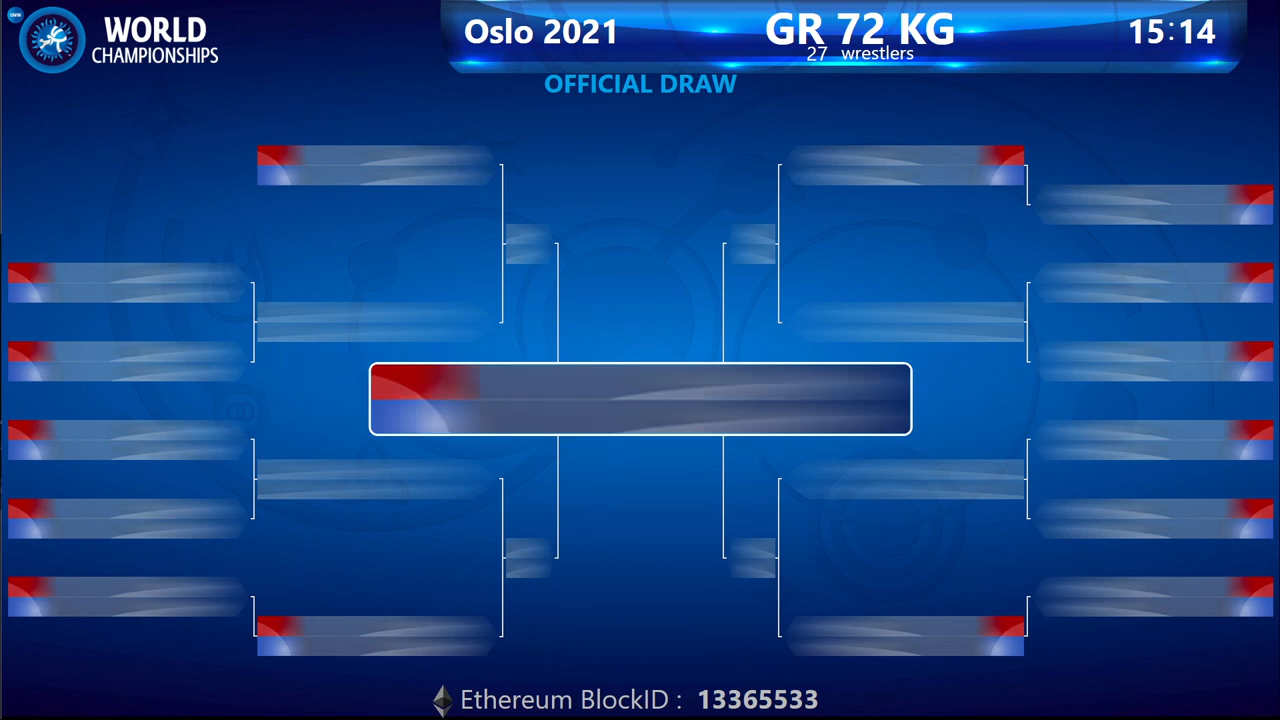 UWW
WORLD
CHAMPIONSHIPS
Oslo 2021
GR 72 KG
27 wrestlers
15:14
OFFICIAL DRAW
Ethereum BlockID : 13365533